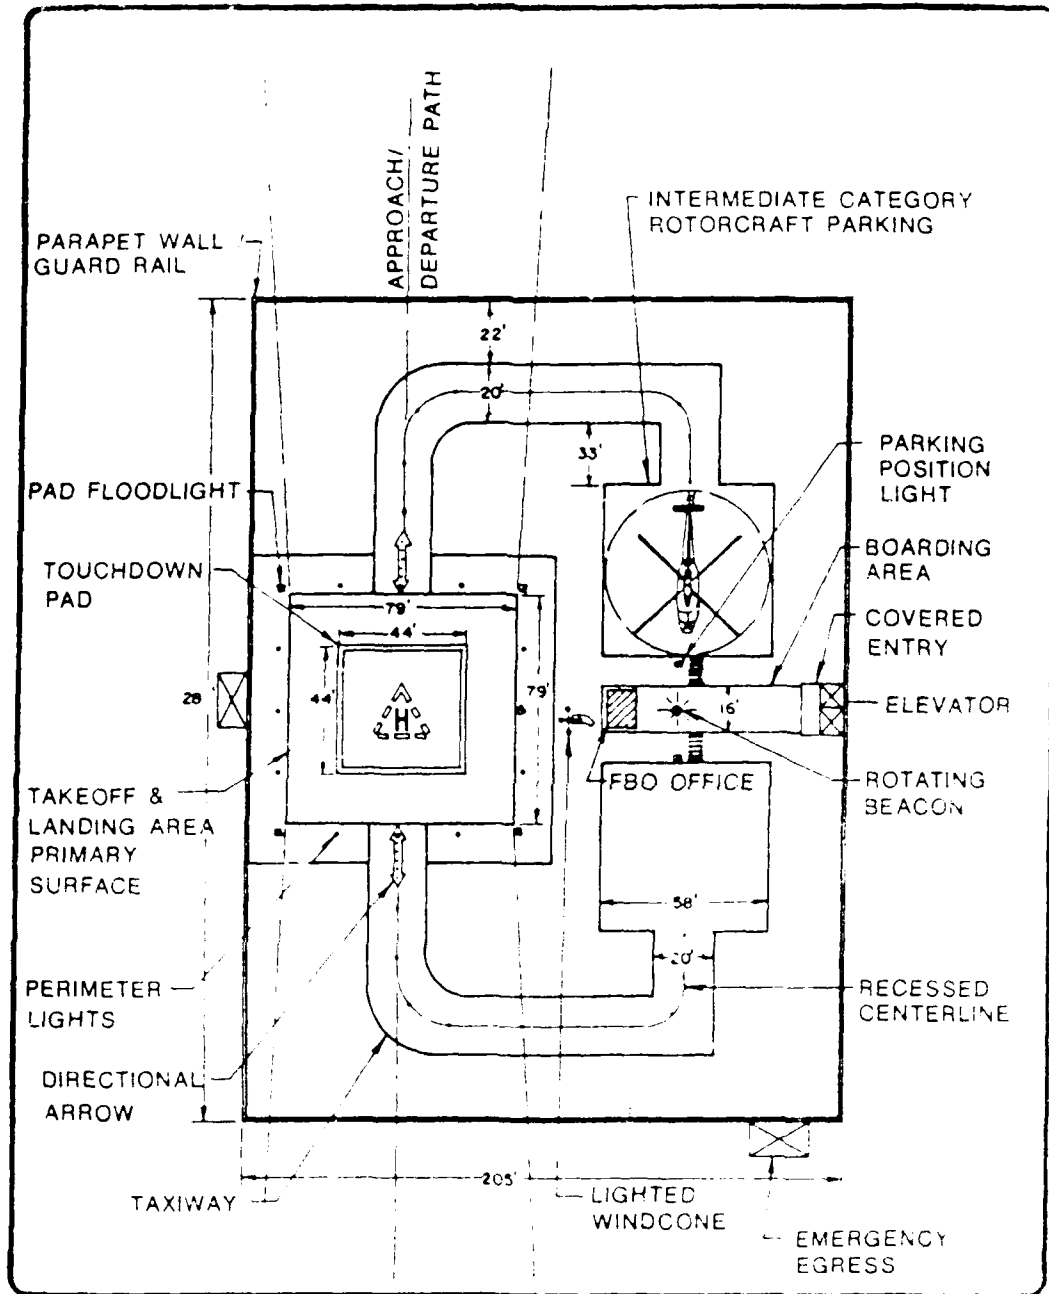 APPROACH/
DEPARTURE PATH
INTERMEDIATE CATEGORY
ROTORCRAFT PARKING
PARAPET WALL
GUARD RAIL
22'
20'
33'
PARKING
POSITION
LIGHT
PAD FLOODLIGHT
BOARDING
AREA
TOUCHDOWN
PAD
79'
44'
COVERED
ENTRY
44'
79'
H
16'
ELEVATOR
FBO OFFICE
ROTATING
BEACON
TAKEOFF &
LANDING AREA
PRIMARY
SURFACE
58'
20'
PERIMETER
LIGHTS
RECESSED
CENTERLINE
DIRECTIONAL
ARROW
205'
TAXIWAY
LIGHTED
WINDCONE
EMERGENCY
EGRESS